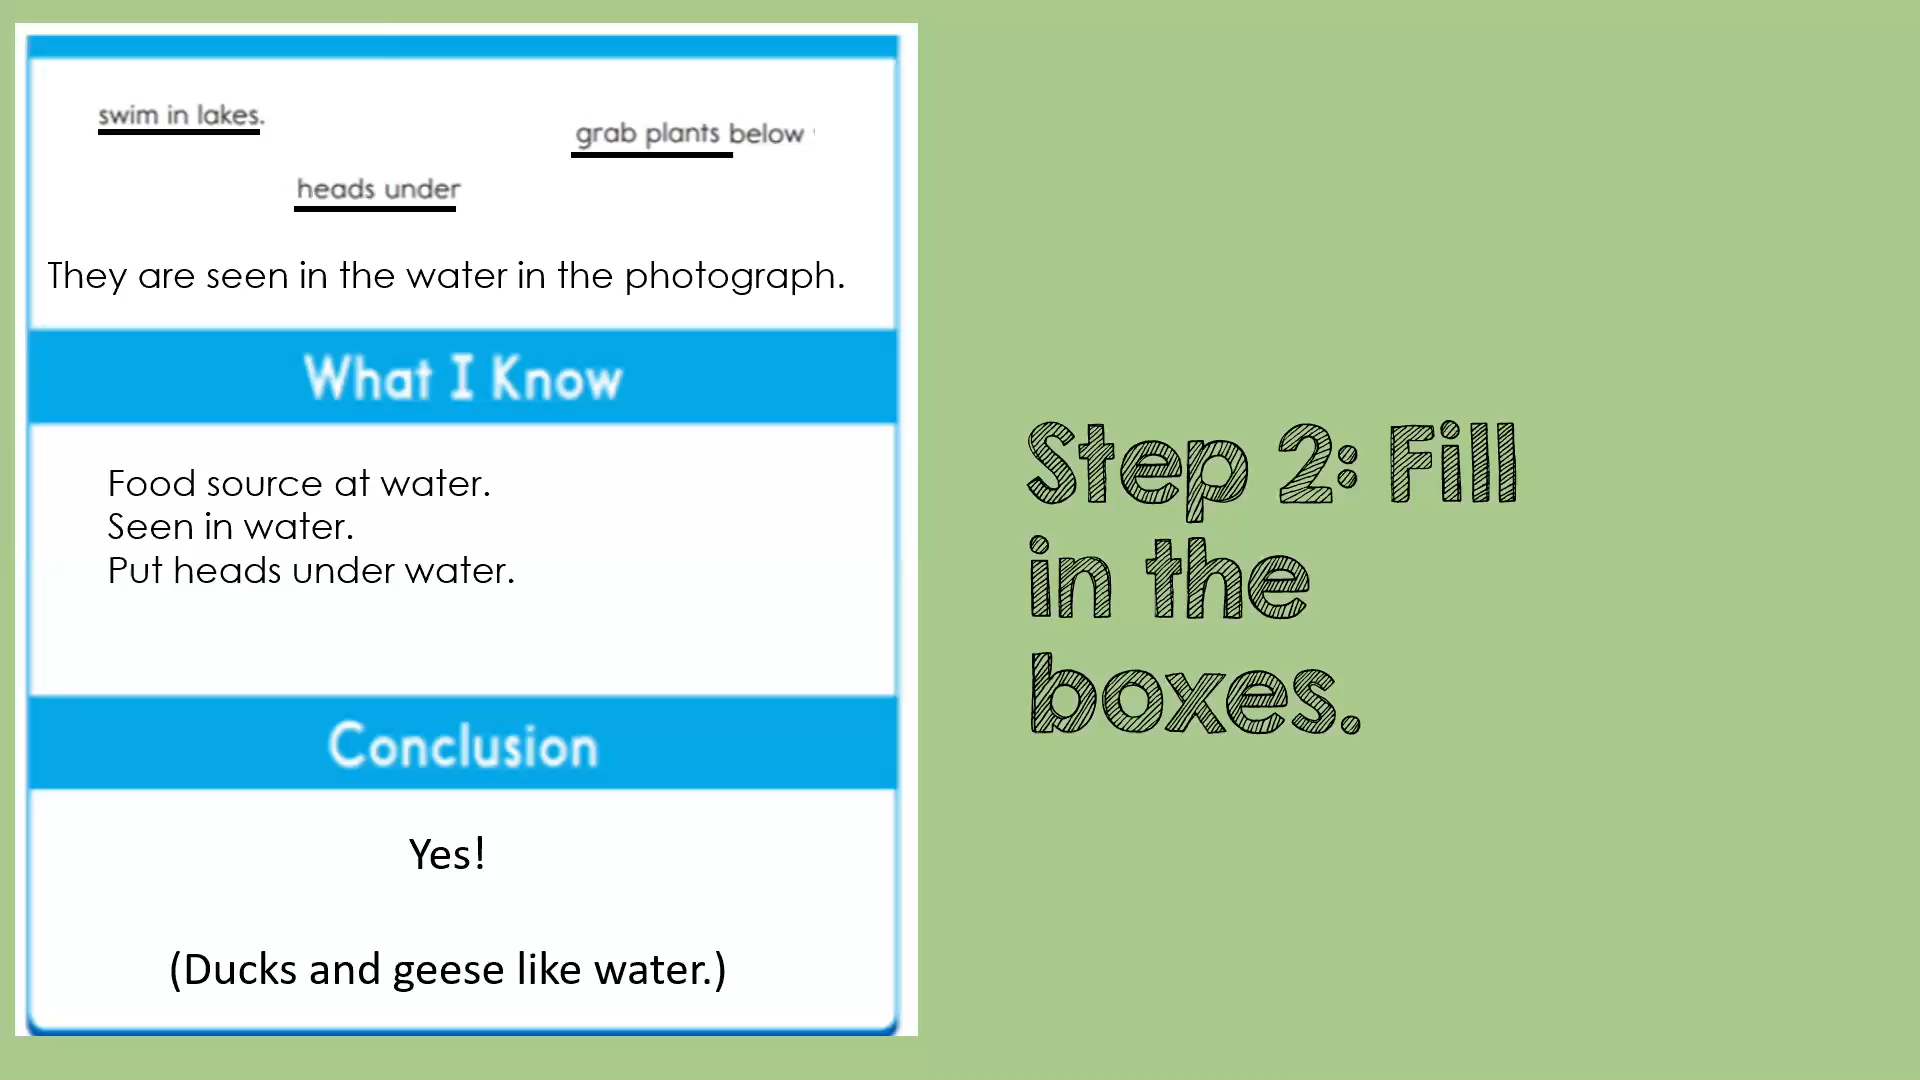 swim in lakes.
grab plants below
heads under
They are seen in the water in the photograph.
What I Know
Food source at water.
Seen in water.
Put heads under water.
Conclusion
Yes!
(Ducks and geese like water.)
Step 2: Fill
in the
boxes.